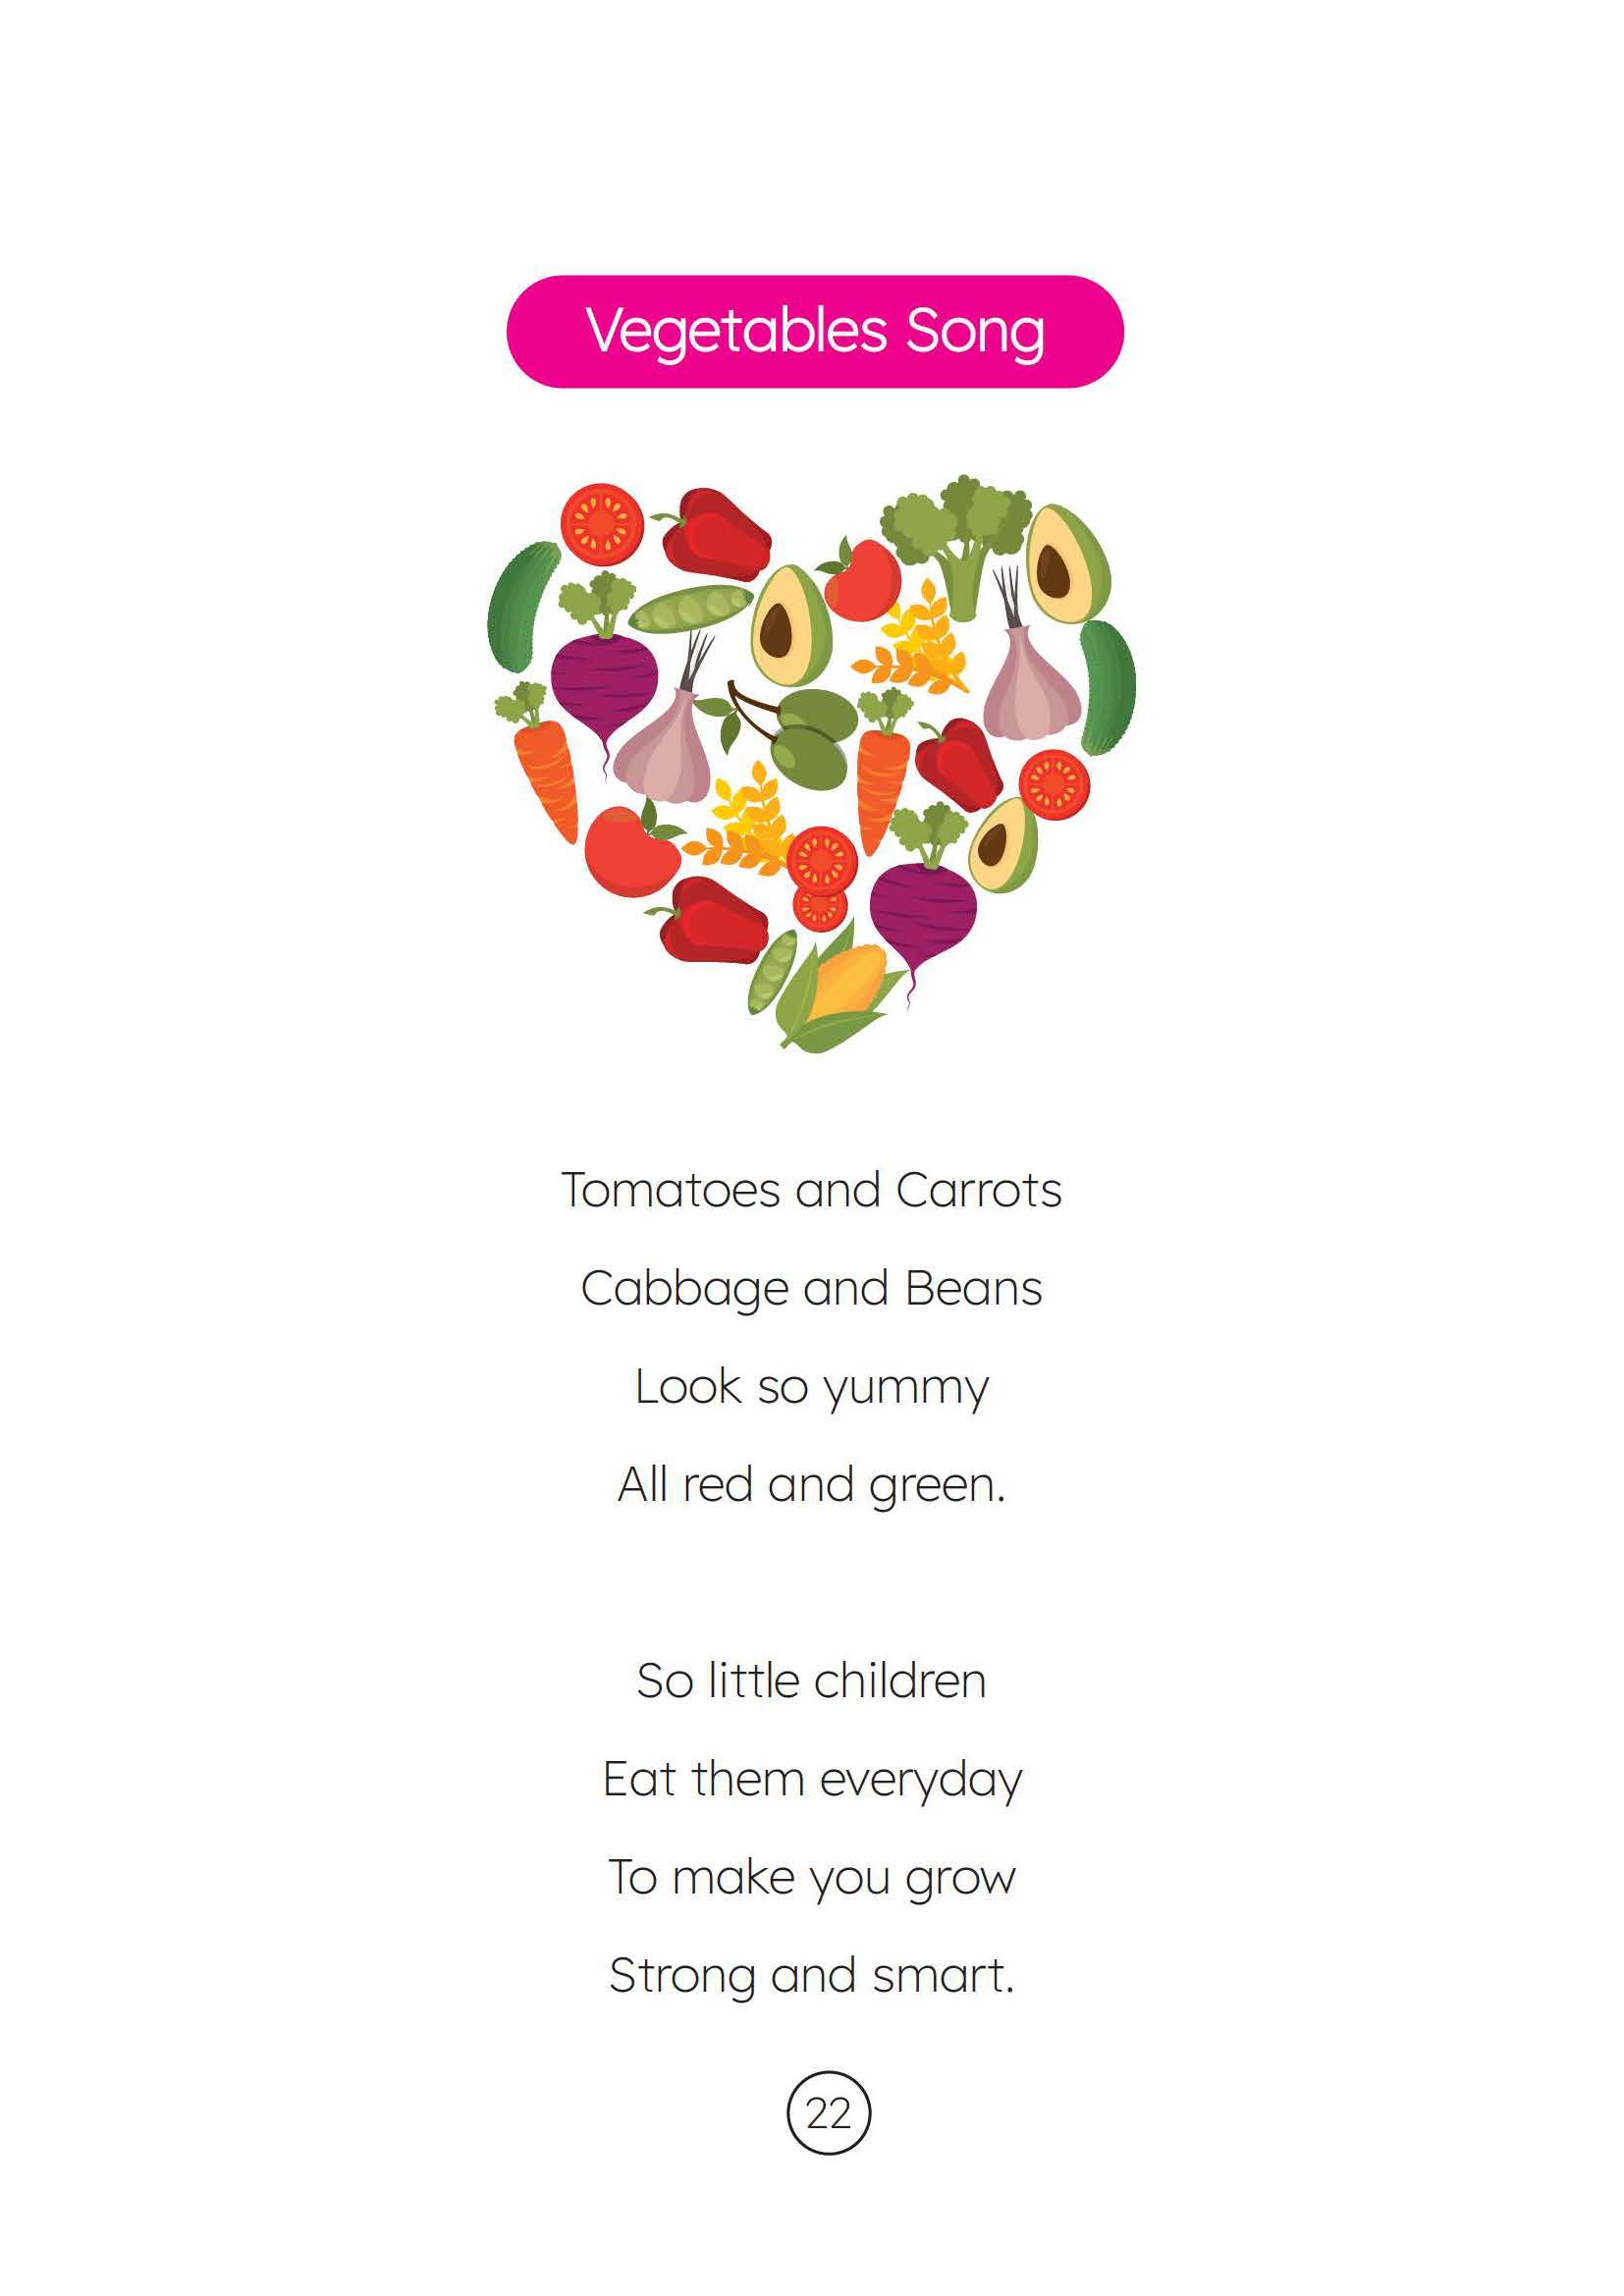 Vegetables Song
Tomatoes and Carrots
Cabbage and Beans
Look so yummy
All red and green.
So little children
Eat them everyday
To make you grow
Strong and smart.
22